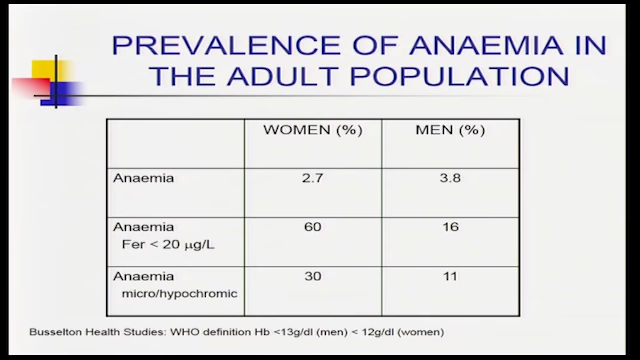 PREVALENCE OF ANAEMIA IN
THE ADULT POPULATION
WOMEN (%) MEN (%)
Anaemia 2.7 3.8
Anaemia 60 16
Fer < 20 µg/L
Anaemia 30 11
micro/hypochromic
Busselton Health Studies: WHO definition Hb <13g/dl (men) < 12g/dl (women)